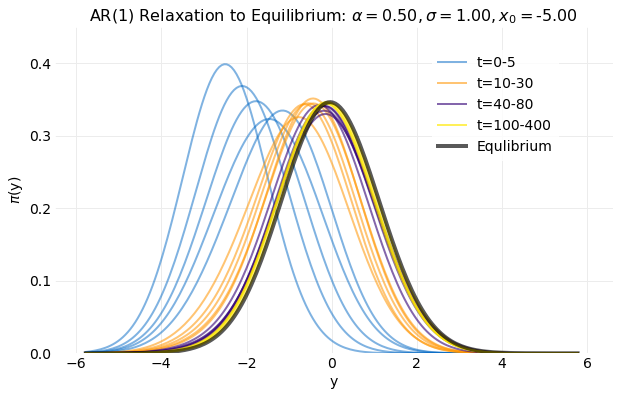 AR(1) Relaxation to Equilibrium: α = 0.50, σ = 1.00, x₀ = -5.00
π(y)
0.4
0.3
0.2
0.1
0.0
t=0-5
t=10-30
t=40-80
t=100-400
Equlibrium
−6 −4 −2 0 2 4 6
y